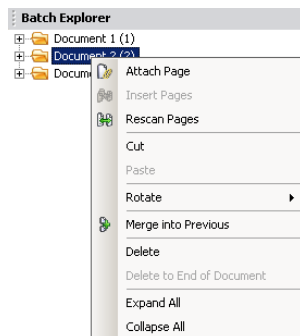 Batch Explorer
Document 1 (1)
Document 2 (2)
Docume
Attach Page
Insert Pages
Rescan Pages
Cut
Paste
Rotate
Merge into Previous
Delete
Delete to End of Document
Expand All
Collapse All